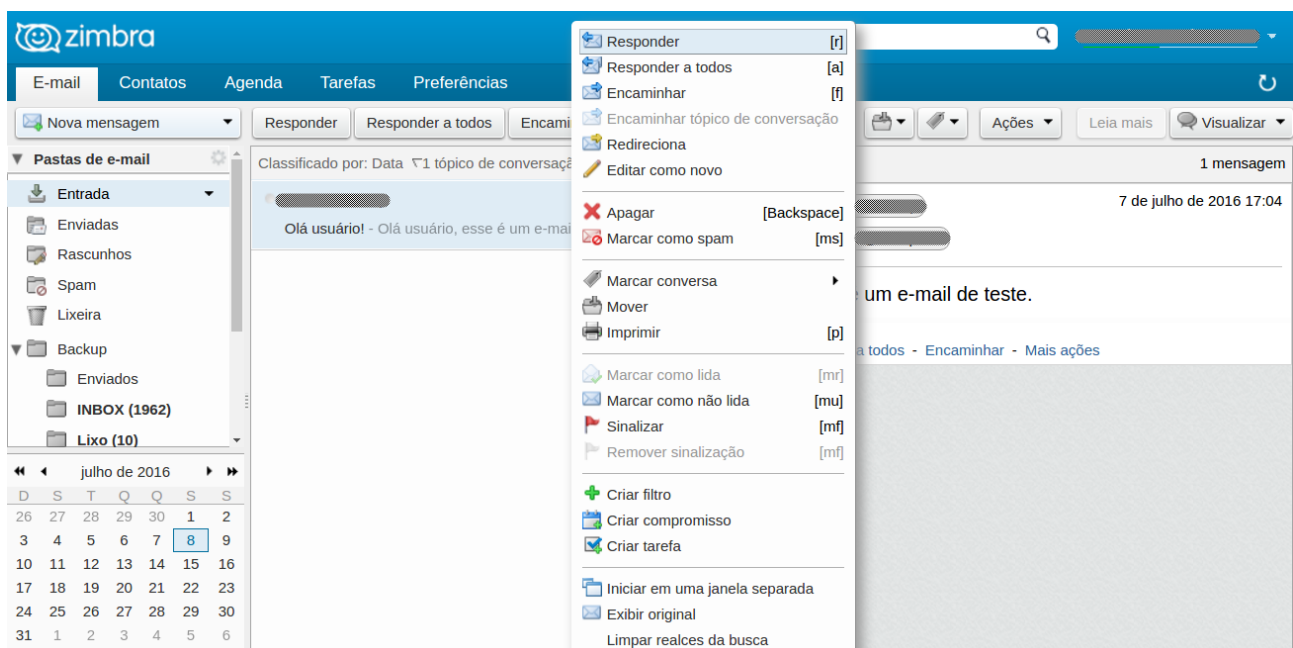 zimbra
E-mail Contatos Agenda Tarefas Preferências
Nova mensagem Responder Responder a todos Ações Leia mais Visualizar
Pastas de e-mail
Entrada
Enviadas
Rascunhos
Spam
Lixeira
Backup
Enviados
INBOX (1962)
Lixo (10)
julho de 2016
D S T Q Q S S
26 27 28 29 30 1 2
3 4 5 6 7 8 9
10 11 12 13 14 15 16
17 18 19 20 21 22 23
24 25 26 27 28 29 30
31 1 2 3 4 5 6
Classificado por: Data 1 tópico de 1 mensagem
Olá usuário! - Olá usuário, esse é um
Responder [r]
Responder a todos [a]
Encaminhar [f]
Encaminhar tópico de conversação
Redireciona
Editar como novo
Apagar [Backspace]
Marcar como spam [ms]
Marcar conversa
Mover
Imprimir [p]
Marcar como lida [mr]
Marcar como não lida [mu]
Sinalizar [mf]
Remover sinalização [mf]
Criar filtro
Criar compromisso
Criar tarefa
Iniciar em uma janela separada
Exibir original
Limpar realces da busca
7 de julho de 2016 17:04
um e-mail de teste.
a todos - Encaminhar - Mais ações